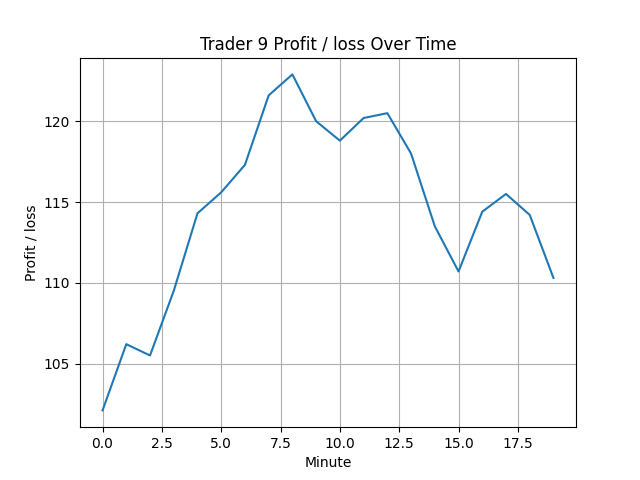 Trader 9 Profit / loss Over Time
Profit / loss
120
115
110
105
0.0 2.5 5.0 7.5 10.0 12.5 15.0 17.5
Minute